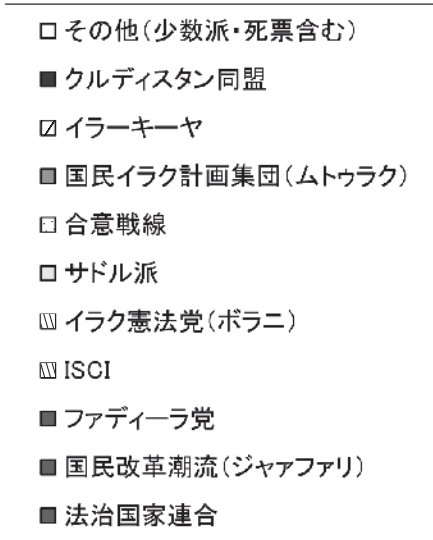 その他（少数派・死票含む）
クルディスタン同盟
イラーキーヤ
国民イラク計画集団（ムトゥラク）
合意戦線
サドル派
イラク憲法党（ボラニ）
ISCI
ファディーラ党
国民改革潮流（ジャァファリ）
法治国家連合